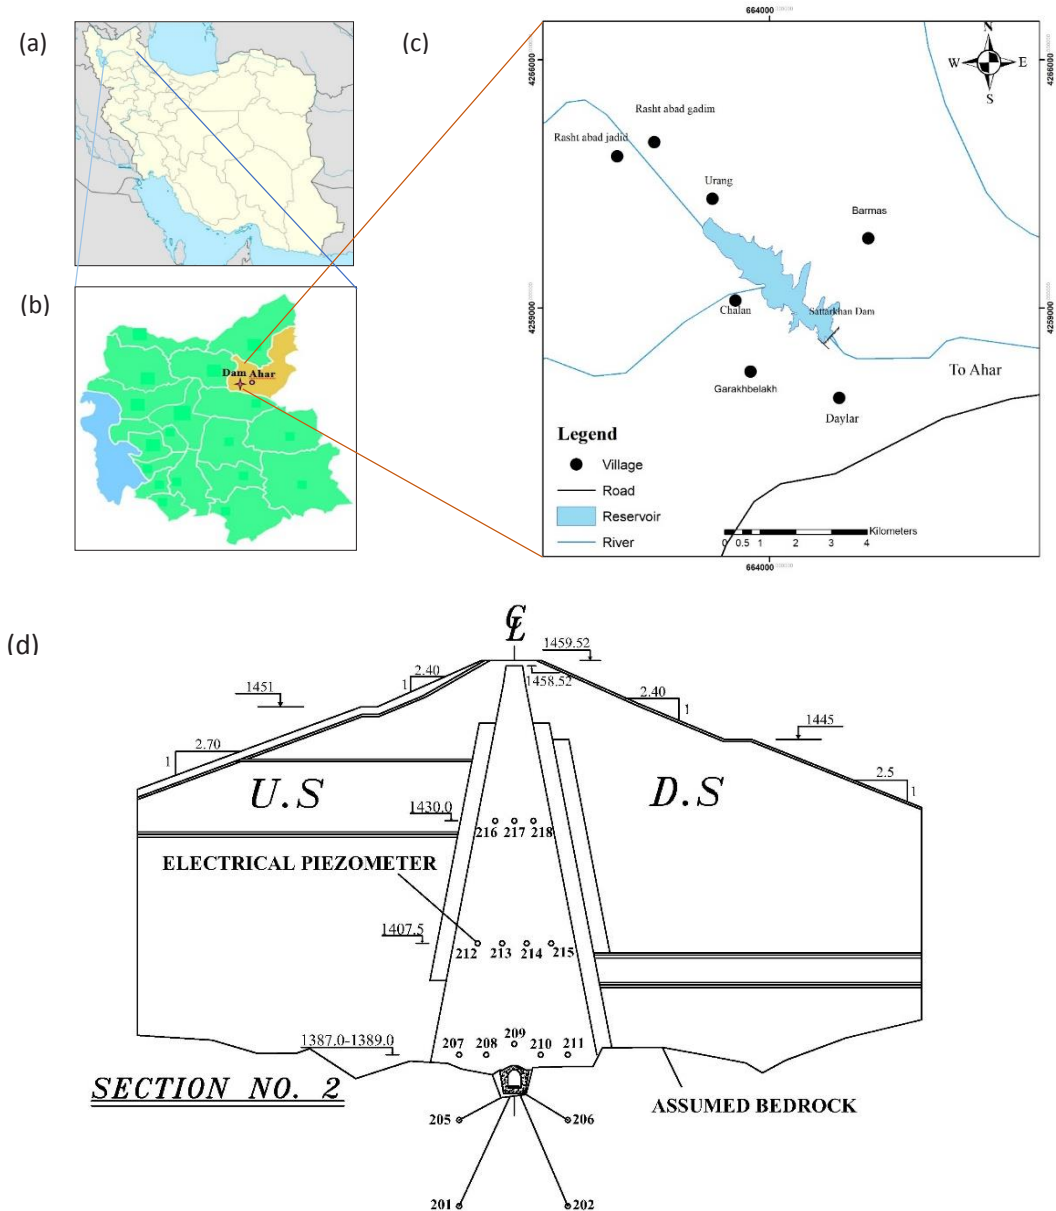 (a)
(b)
Dam Ahar
(c)
664000
4266000
4266000
N
W E
S
Rasht abad gadim
Rasht abad jadid
Urang
Barmas
4259000
4259000
Chalan
Sattarkhan Dam
Garakhbelakh
To Ahar
Daylar
Legend
Village
Road
Reservoir
River
Kilometers
0 0.5 1 2 3 4
664000
(d)
CL
1459.52
1458.52
2.40
1
1451
2.40
1
1445
2.70
1
2.5
1
U.S
D.S
1430.0
216 217 218
ELECTRICAL PIEZOMETER
1407.5
212 213 214 215
1387.0-1389.0
209
207 208 210 211
SECTION NO. 2
ASSUMED BEDROCK
205 206
201 202